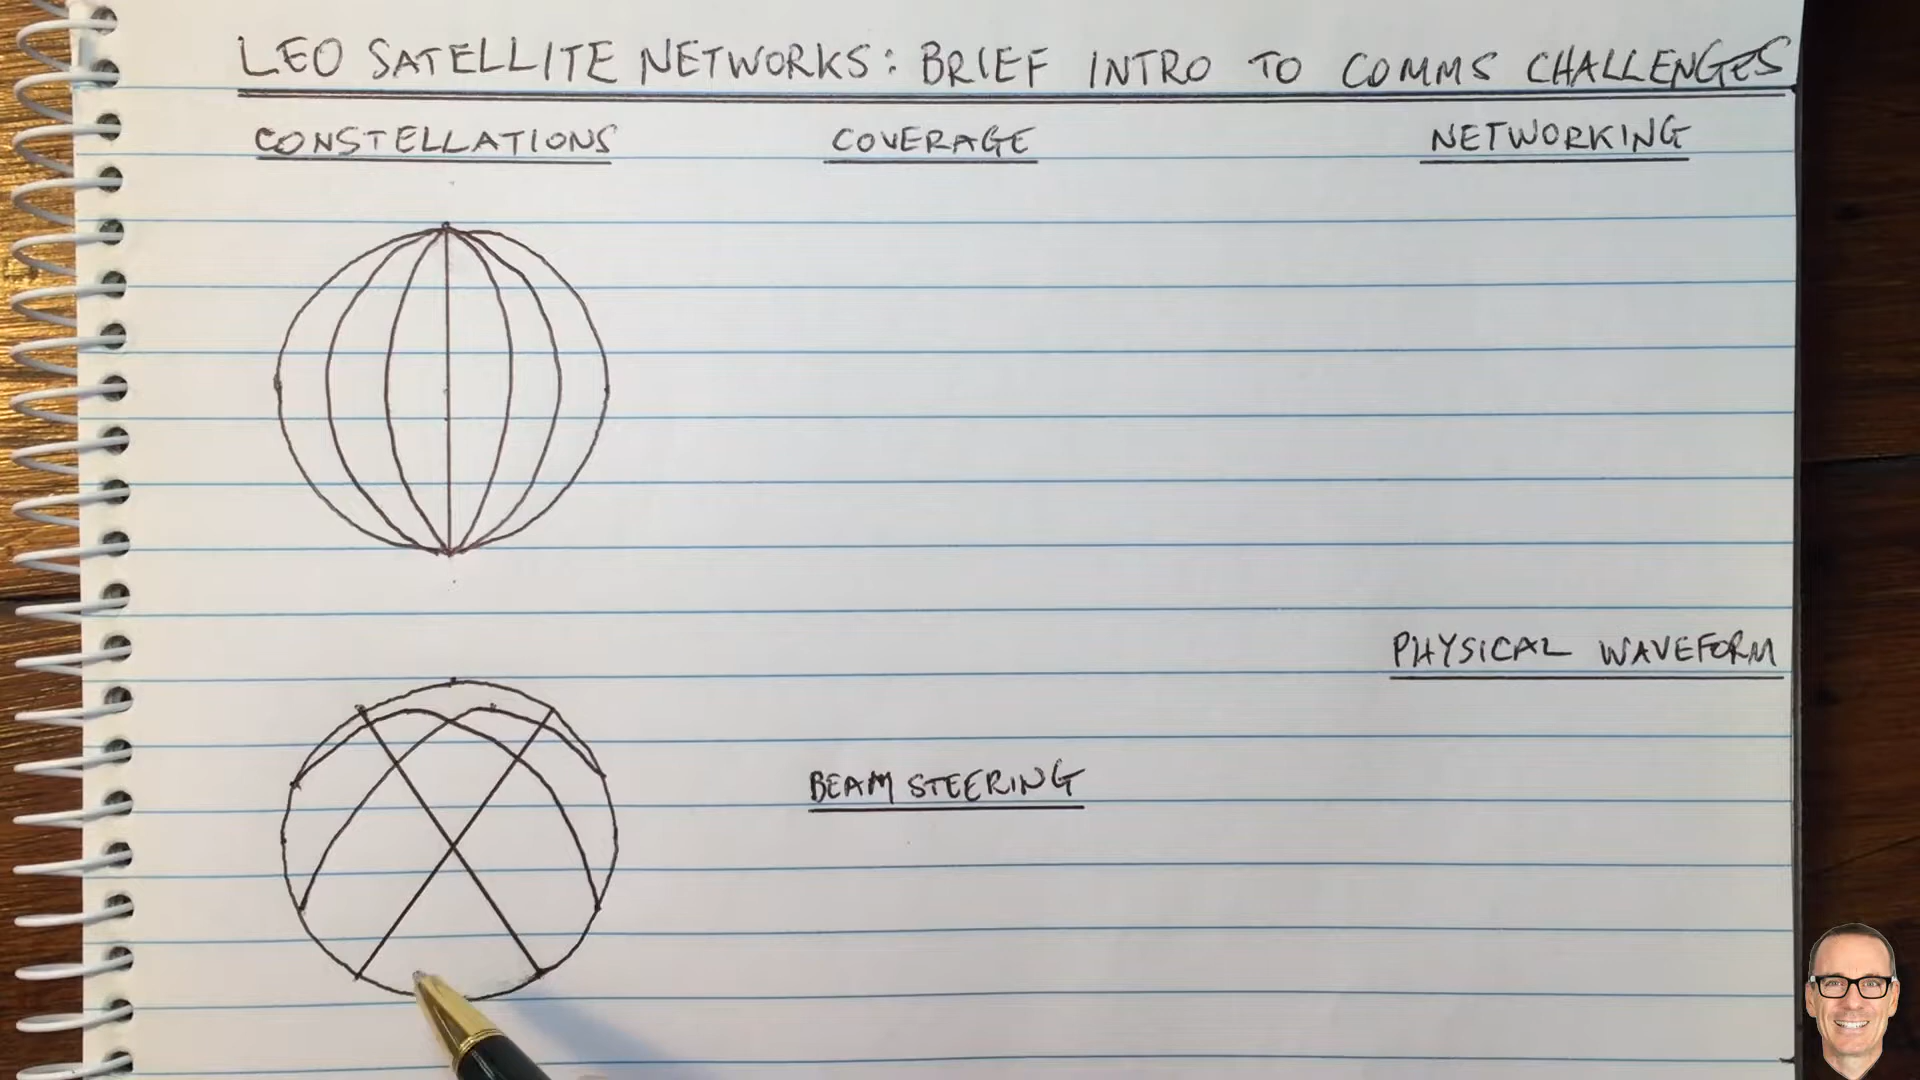 LEO SATELLITE NETWORKS: BRIEF INTRO TO COMMS CHALLENGES
CONSTELLATIONS
COVERAGE
NETWORKING
PHYSICAL WAVEFORM
BEAM STEERING